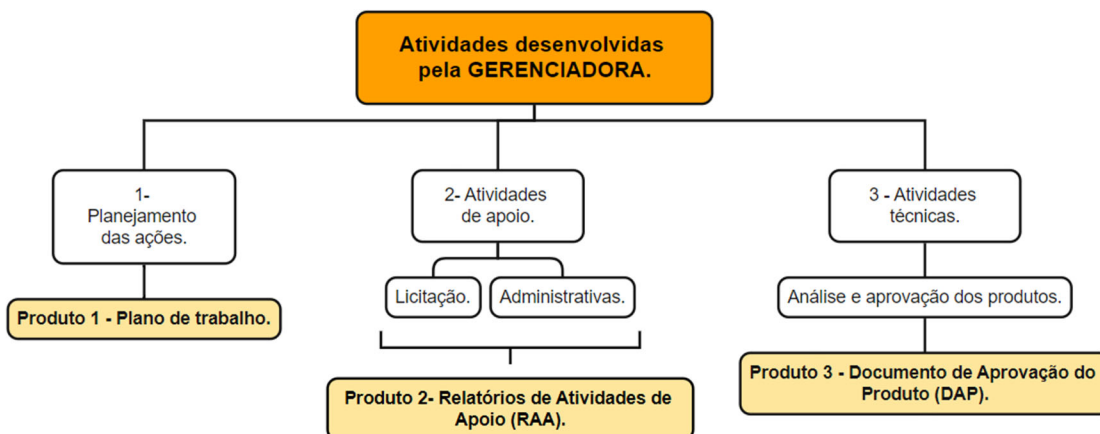 Atividades desenvolvidas
pela GERENCIADORA.
1-
Planejamento
das ações.
2- Atividades
de apoio.
3 - Atividades
técnicas.
Licitação.
Administrativas.
Análise e aprovação dos produtos.
Produto 1 - Plano de trabalho.
Produto 2- Relatórios de Atividades de
Apoio (RAA).
Produto 3 - Documento de Aprovação do
Produto (DAP).